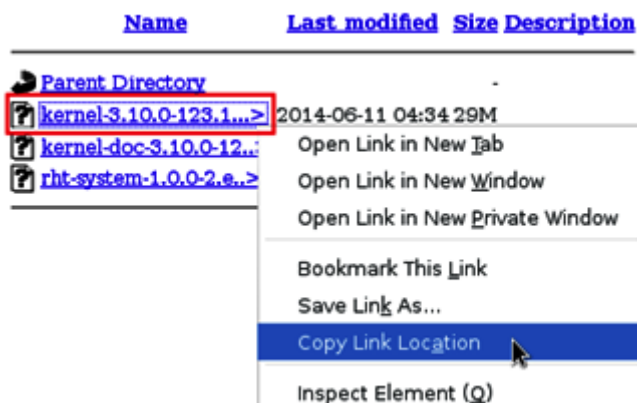 Name Last modified Size Description
Parent Directory -
kernel-3.10.0-123.1...> 2014-06-11 04:34 29M
kernel-doc-3.10.0-12..
rht-system-1.0.0-2.e..>
Open Link in New Tab
Open Link in New Window
Open Link in New Private Window
Bookmark This Link
Save Link As...
Copy Link Location
Inspect Element (Q)